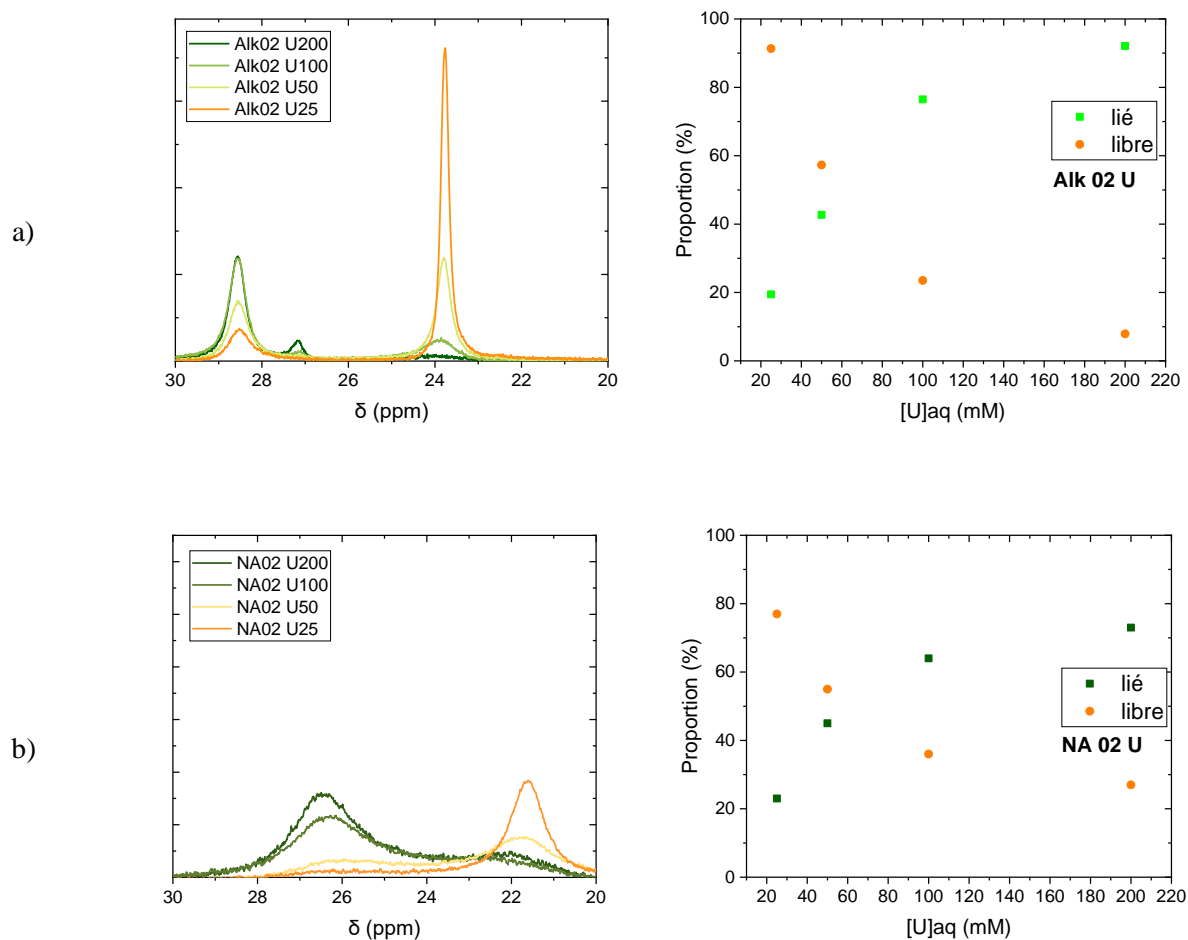 a)
Alk02 U200
Alk02 U100
Alk02 U50
Alk02 U25
30 28 26 24 22 20
δ (ppm)
100
80
60
40
20
0
Proportion (%)
lié
libre
Alk 02 U
20 40 60 80 100 120 140 160 180 200 220
[U]aq (mM)
b)
NA02 U200
NA02 U100
NA02 U50
NA02 U25
30 28 26 24 22 20
δ (ppm)
100
80
60
40
20
0
Proportion (%)
lié
libre
NA 02 U
20 40 60 80 100 120 140 160 180 200 220
[U]aq (mM)